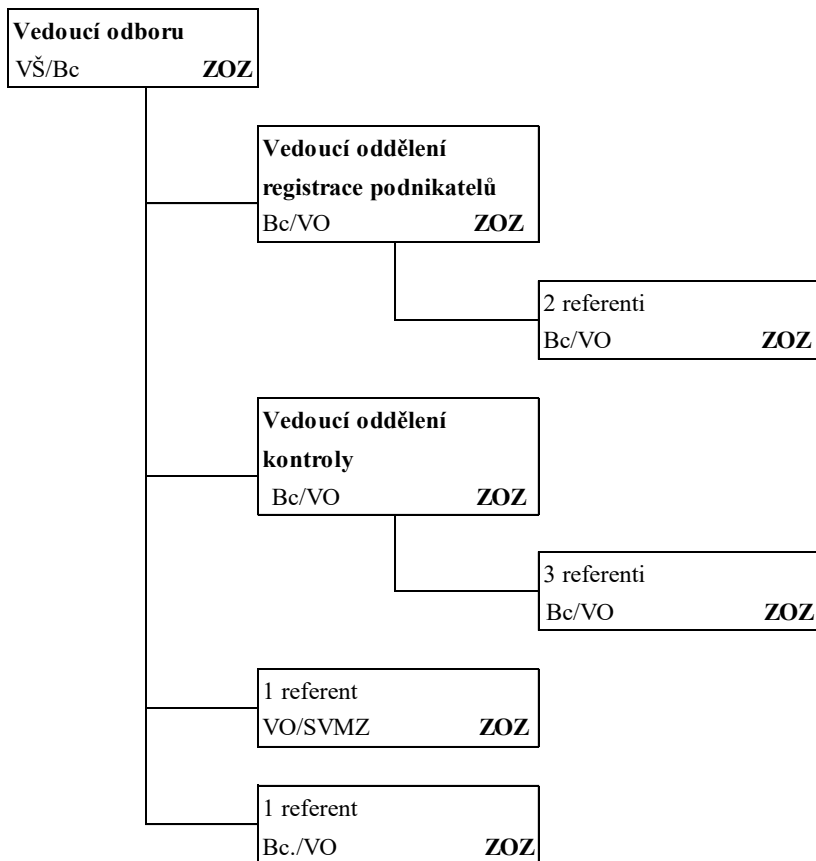 Vedoucí odboru
VŠ/Bc ZOZ
Vedoucí oddělení
registrace podnikatelů
Bc/VO ZOZ
2 referenti
Bc/VO ZOZ
Vedoucí oddělení
kontroly
Bc/VO ZOZ
3 referenti
Bc/VO ZOZ
1 referent
VO/SVMZ ZOZ
1 referent
Bc./VO ZOZ